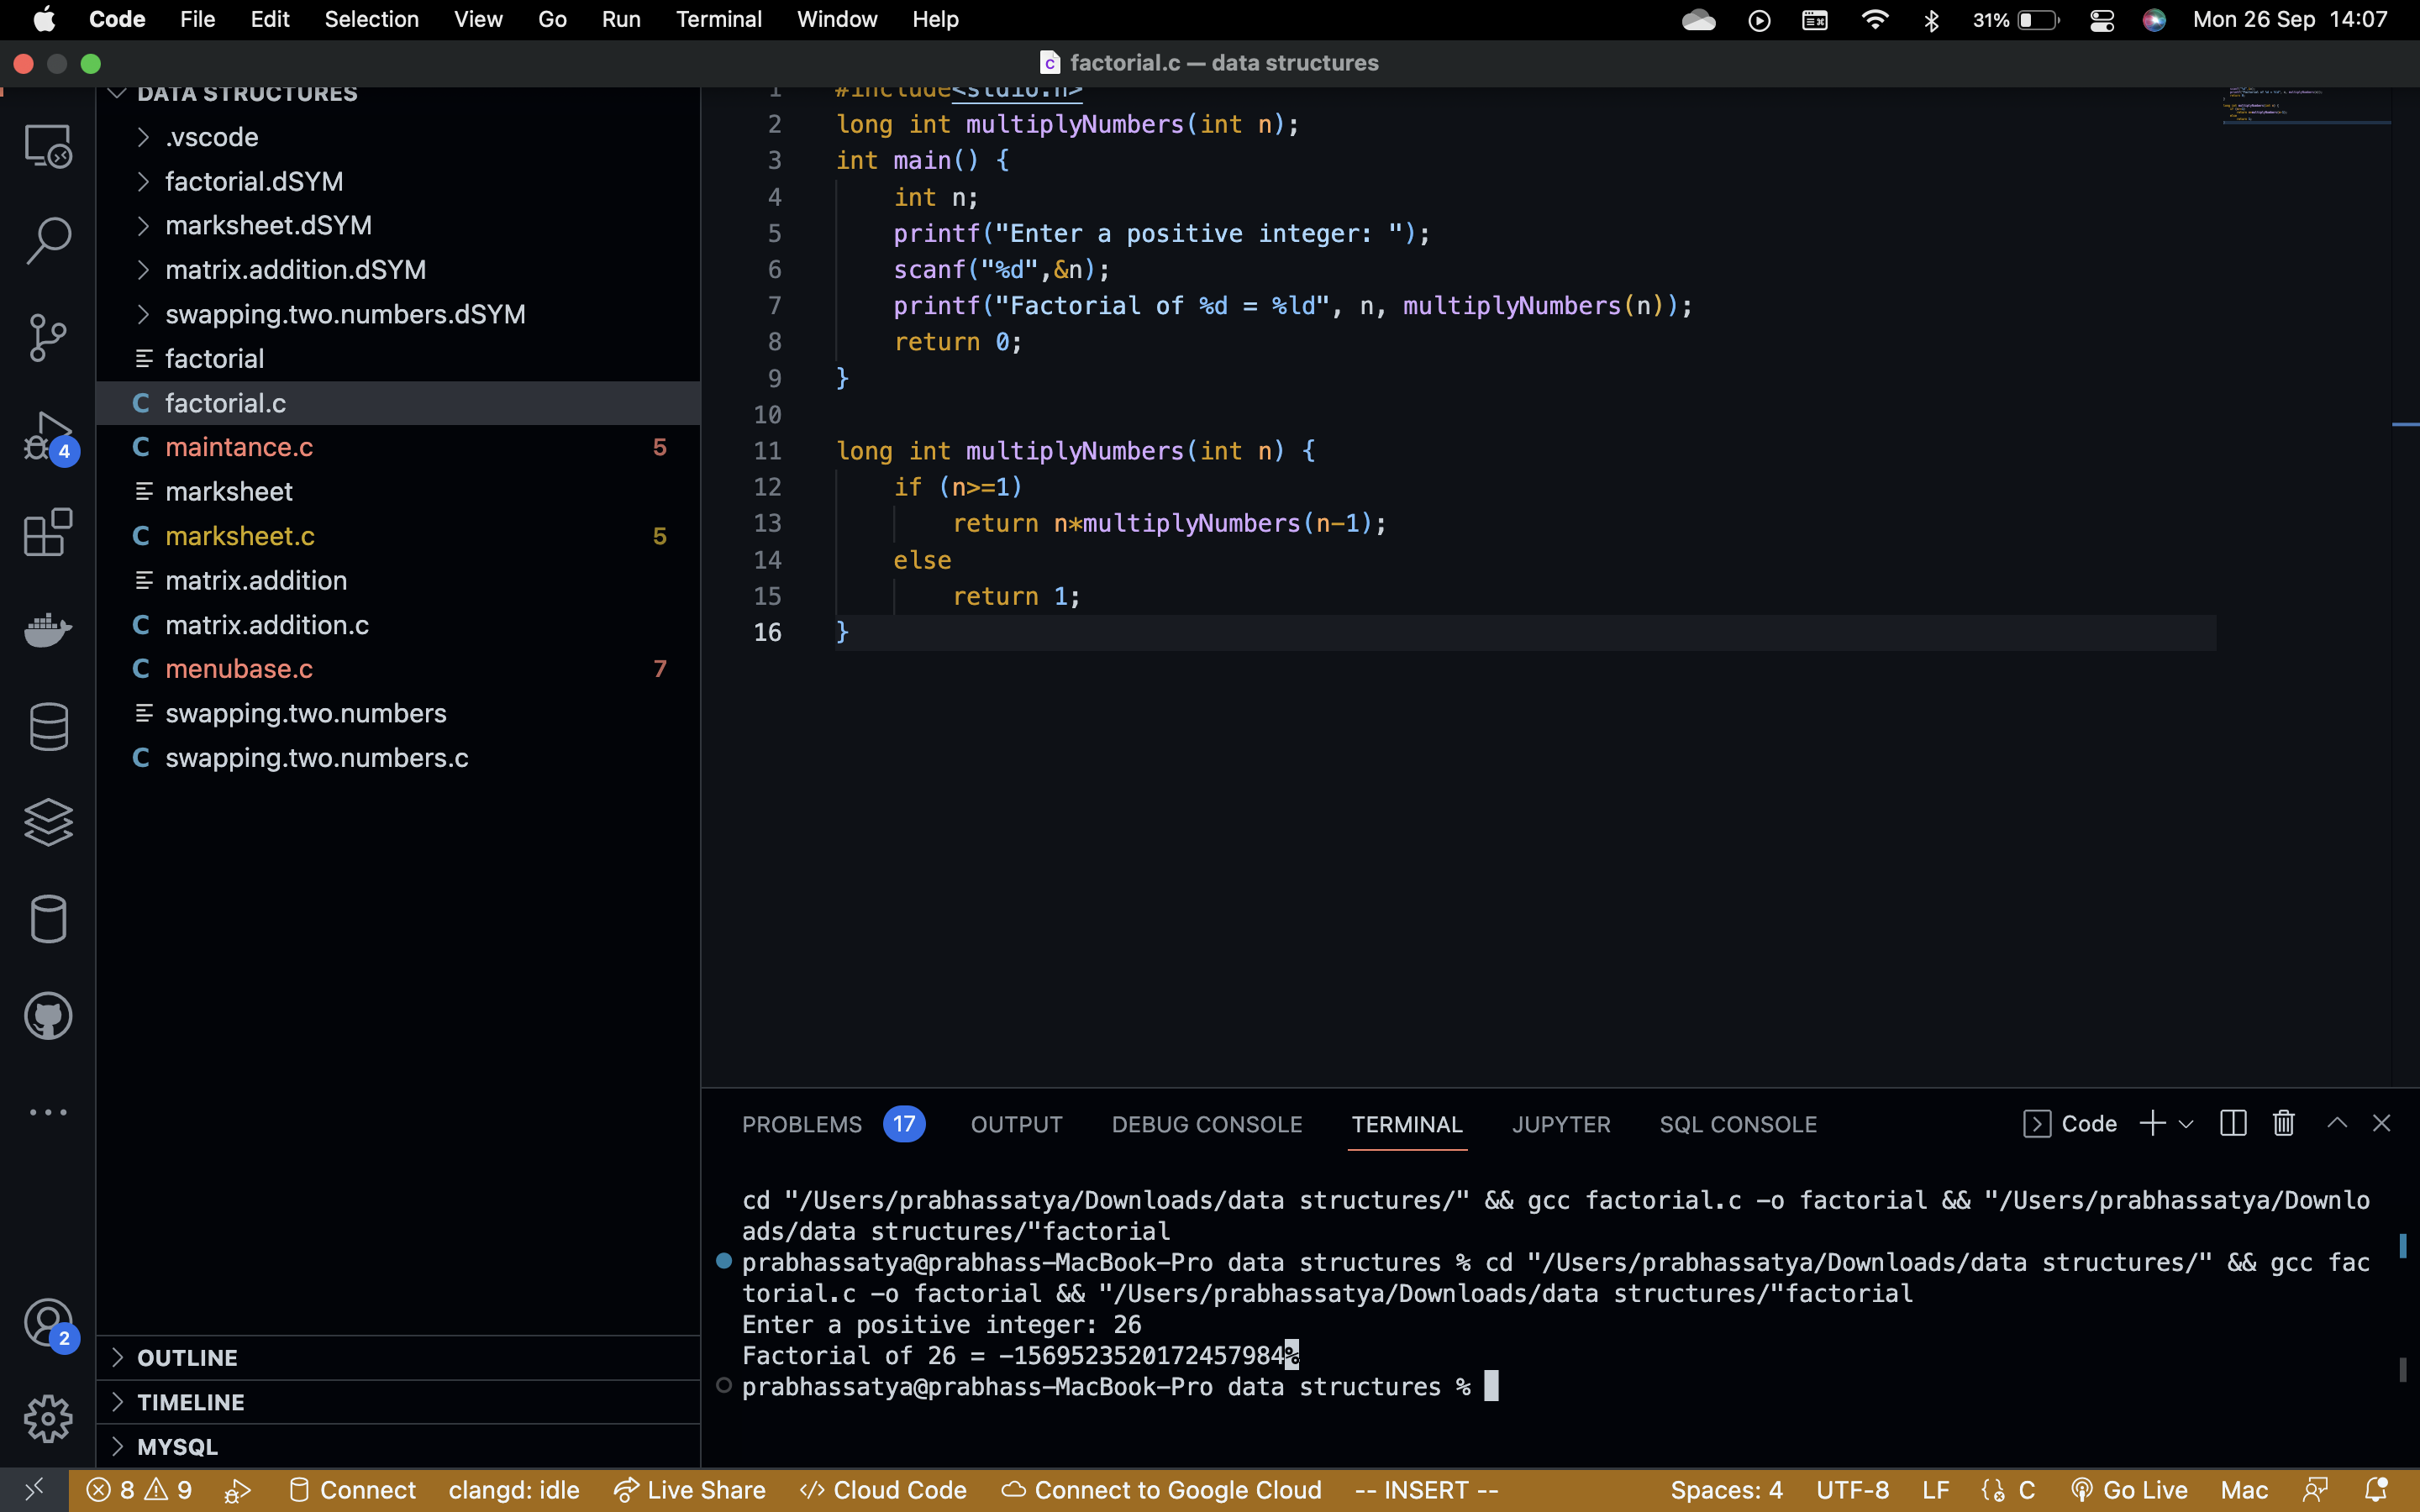 Code File Edit Selection View Go Run Terminal Window Help 31% Mon 26 Sep 14:07
factorial.c — data structures
DATA STRUCTURES
.vscode
factorial.dSYM
marksheet.dSYM
matrix.addition.dSYM
swapping.two.numbers.dSYM
factorial
C factorial.c
C maintance.c 5
marksheet
C marksheet.c 5
matrix.addition
C matrix.addition.c
C menubase.c 7
swapping.two.numbers
C swapping.two.numbers.c
OUTLINE
TIMELINE
MYSQL
4
2
1 #include<stdio.h>
2 long int multiplyNumbers(int n);
3 int main() {
4 int n;
5 printf("Enter a positive integer: ");
6 scanf("%d",&n);
7 printf("Factorial of %d = %ld", n, multiplyNumbers(n));
8 return 0;
9 }
10
11 long int multiplyNumbers(int n) {
12 if (n>=1)
13 return n*multiplyNumbers(n-1);
14 else
15 return 1;
16 }
PROBLEMS 17 OUTPUT DEBUG CONSOLE TERMINAL JUPYTER SQL CONSOLE Code
cd "/Users/prabhassatya/Downloads/data structures/" && gcc factorial.c -o factorial && "/Users/prabhassatya/Downlo
ads/data structures/"factorial
prabhassatya@prabhass-MacBook-Pro data structures % cd "/Users/prabhassatya/Downloads/data structures/" && gcc fac
torial.c -o factorial && "/Users/prabhassatya/Downloads/data structures/"factorial
Enter a positive integer: 26
Factorial of 26 = -1569523520172457984%
prabhassatya@prabhass-MacBook-Pro data structures %
8 9 Connect clangd: idle Live Share Cloud Code Connect to Google Cloud -- INSERT -- Spaces: 4 UTF-8 LF C Go Live Mac